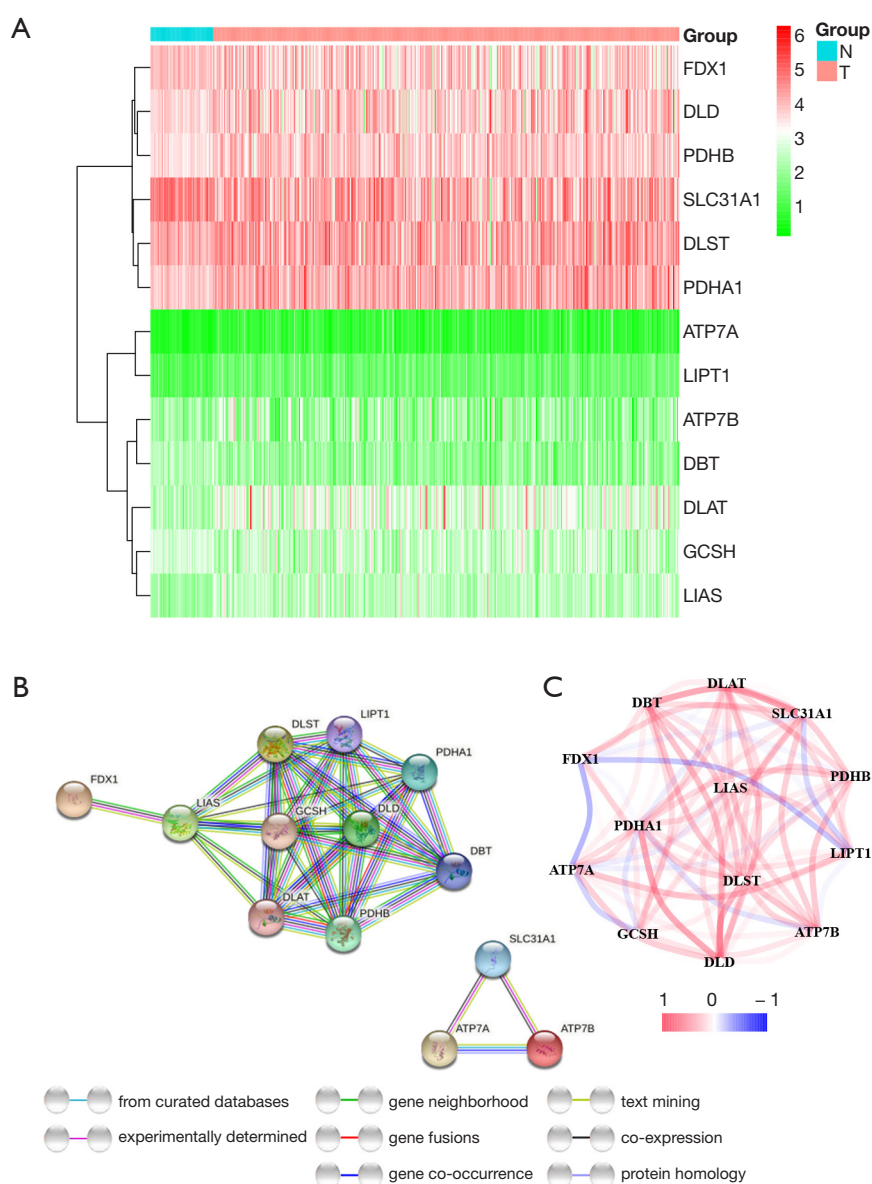 A
Group
FDX1
DLD
PDHB
SLC31A1
DLST
PDHA1
ATP7A
LIPT1
ATP7B
DBT
DLAT
GCSH
LIAS
6
5
4
3
2
1
Group
N
T
B
FDX1
LIAS
DLST
LIPT1
PDHA1
GCSH
DLD
DBT
DLAT
PDHB
SLC31A1
ATP7A
ATP7B
C
DLAT
DBT
SLC31A1
FDX1
PDHB
LIAS
PDHA1
LIPT1
ATP7A
DLST
GCSH
ATP7B
DLD
1 0 – 1
from curated databases
experimentally determined
gene neighborhood
gene fusions
gene co-occurrence
text mining
co-expression
protein homology